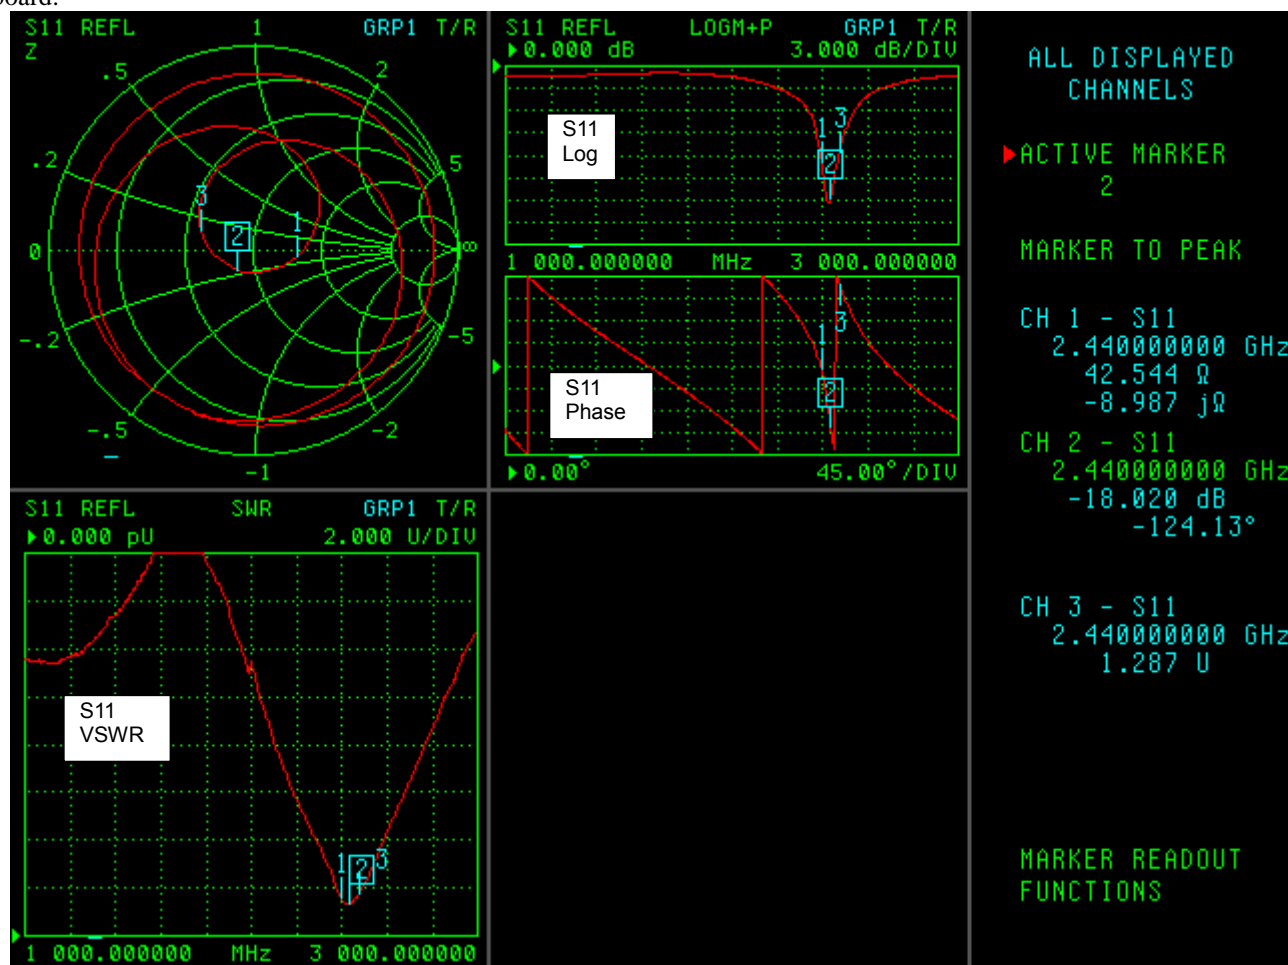 board.
S11 REFL GRP1 T/R
Z
1
.5
2
.2
5
3
2
1
0
∞
-.2
-5
-.5
-2
-1
S11 REFL LOGM+P GRP1 T/R
▶0.000 dB 3.000 dB/DIV
S11
Log
1
3
2
1 000.000000 MHz 3 000.000000
1
3
2
S11
Phase
▶0.00° 45.00°/DIV
S11 REFL SWR GRP1 T/R
▶0.000 pU 2.000 U/DIV
S11
VSWR
1
2
3
1 000.000000 MHz 3 000.000000
ALL DISPLAYED
CHANNELS
▶ACTIVE MARKER
2
MARKER TO PEAK
CH 1 - S11
2.440000000 GHz
42.544 Ω
-8.987 jΩ
CH 2 - S11
2.440000000 GHz
-18.020 dB
-124.13°
CH 3 - S11
2.440000000 GHz
1.287 U
MARKER READOUT
FUNCTIONS